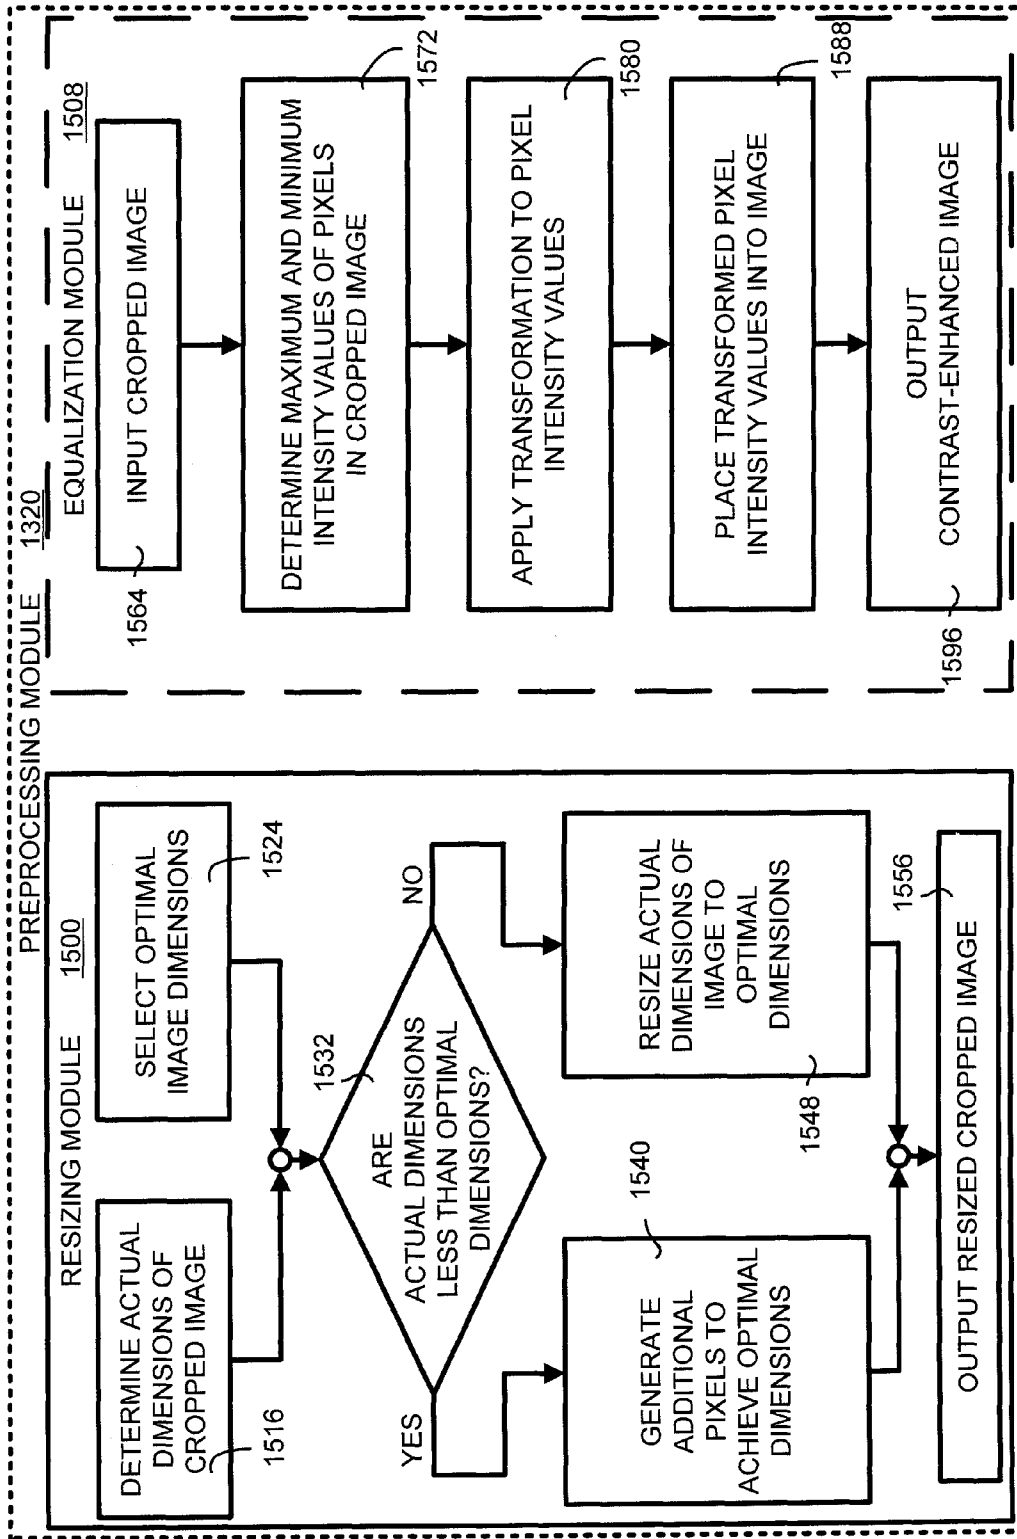 PREPROCESSING MODULE 1320
RESIZING MODULE 1500
DETERMINE ACTUAL
DIMENSIONS OF
CROPPED IMAGE
1516
SELECT OPTIMAL
IMAGE DIMENSIONS
1524
1532
ARE
ACTUAL DIMENSIONS
LESS THAN OPTIMAL
DIMENSIONS?
YES
NO
GENERATE
ADDITIONAL
PIXELS TO
ACHIEVE OPTIMAL
DIMENSIONS
1540
RESIZE ACTUAL
DIMENSIONS OF
IMAGE TO
OPTIMAL
DIMENSIONS
1548
OUTPUT RESIZED CROPPED IMAGE
1556
EQUALIZATION MODULE 1508
INPUT CROPPED IMAGE
1564
DETERMINE MAXIMUM AND MINIMUM
INTENSITY VALUES OF PIXELS
IN CROPPED IMAGE
1572
APPLY TRANSFORMATION TO PIXEL
INTENSITY VALUES
1580
PLACE TRANSFORMED PIXEL
INTENSITY VALUES INTO IMAGE
1588
OUTPUT
CONTRAST-ENHANCED IMAGE
1596